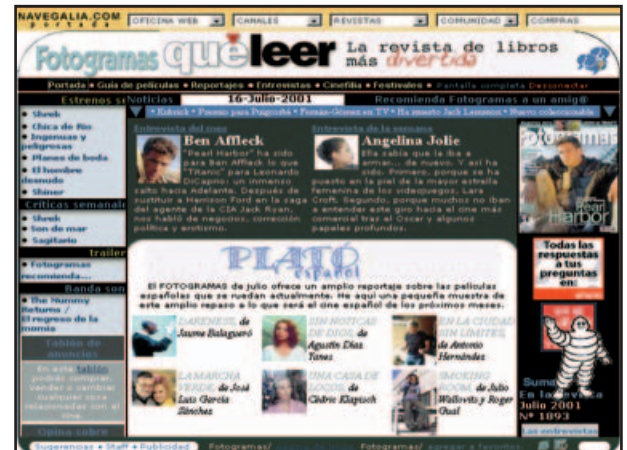 NAVEGALIA.COM
portada
OFICINA WEB
CANALES
REVISTAS
COMUNIDAD
COMPRAS
Fotogramas
quéleer
La revista de libros
más divertida
Portada • Guía de películas • Reportajes • Entrevistas • Cinefilia • Festivales • Pantalla completa Desconectar
Estrenos se
Noticias
16-Julio-2001
Recomienda Fotogramas a un amig@
• Kubrick • Premio para Puigcorbé • Fernán-Gómez en TV • Ha muerto Jack Lemmon • Nuevo coleccionable
• Shrek
• Chica de Río
• Ingenuas y
peligrosas
• Planes de boda
• El hombre
desnudo
• Shiner
Críticas semanale
• Shrek
• Son de mar
• Sagitario
trailer
• Fotogramas
recomienda...
Banda son
• The Mummy
Returns /
El regreso de la
momia
Tablón de
anuncios
En este tablón
podrás comprar,
vender o cambiar
cualquier cosa
relacionadas con el
cine.
Opina sobre
Entrevista del mes
Ben Affleck
"Pearl Harbor" ha sido
para Ben Affleck lo que
"Titanic" para Leonardo
DiCaprio: un inmenso
salto hacia Adelante. Después de
sustituir a Harrison Ford en la saga
del agente de la CIA Jack Ryan,
nos habló de negocios, corrección
política y erotismo.
Entrevista de la semana
Angelina Jolie
Ella sabía que la iba a
armar... de nuevo. Y así ha
sido. Primero, porque se ha
puesto en la piel de la mayor estrella
femenina de los videojuegos, Lara
Croft. Segundo, porque muchos no iban
a entender este giro hacia el cine más
comercial tras el Oscar y algunos
papeles profundos.
PLATÓ
español
El FOTOGRAMAS de julio ofrece un amplio reportaje sobre las películas
españolas que se ruedan actualmente. He aquí una pequeña muestra de
este amplio repaso a lo que será el cine español de los próximos meses.
DARKNESS, de
Jaume Balagueró
SIN NOTICAS
DE DIOS, de
Agustín Díaz
Yanes
EN LA CIUDAD
SIN LÍMITES,
de Antonio
Hernández
LA MARCHA
VERDE, de José
Luis García
Sánchez
UNA CASA DE
LOCOS, de
Cédric Klapisch
SMOKING
ROOM, de Julio
Wallovits y Roger
Gual
Fotogramas
Pearl
Harbor
Todas las
respuestas
a tus
preguntas
en:
Suma
En la revista
Julio 2001
Nº 1893
Las entrevistas
Sugerencias • Staff • Publicidad
Fotogramas/
Fotogramas/ agregar a favoritos